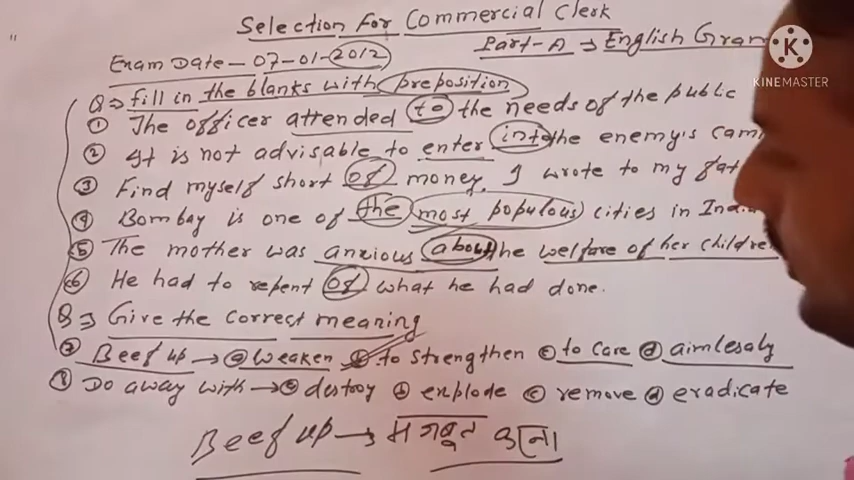 Selection For Commercial Clerk
Exam Date - 07-01-2012 Part-A → English Gram
Q ⇒ fill in the blanks with preposition
① The officer attended to the needs of the public
② It is not advisable to enter into the enemy's cam
③ Find myself short of money. I wrote to my fat
④ Bombay is one of the most populous cities in Indi
⑤ The mother was anxious about the welfare of her children
⑥ He had to repent of what he had done.
Q ⇒ Give the correct meaning
⑦ Beef up → ⓐ weaken ⓑ to strengthen ⓒ to care ⓓ aimlesaly
⑧ Do away with → ⓐ destroy ⓑ explode ⓒ remove ⓓ eradicate
Beef up → मजबूत
KINEMASTER